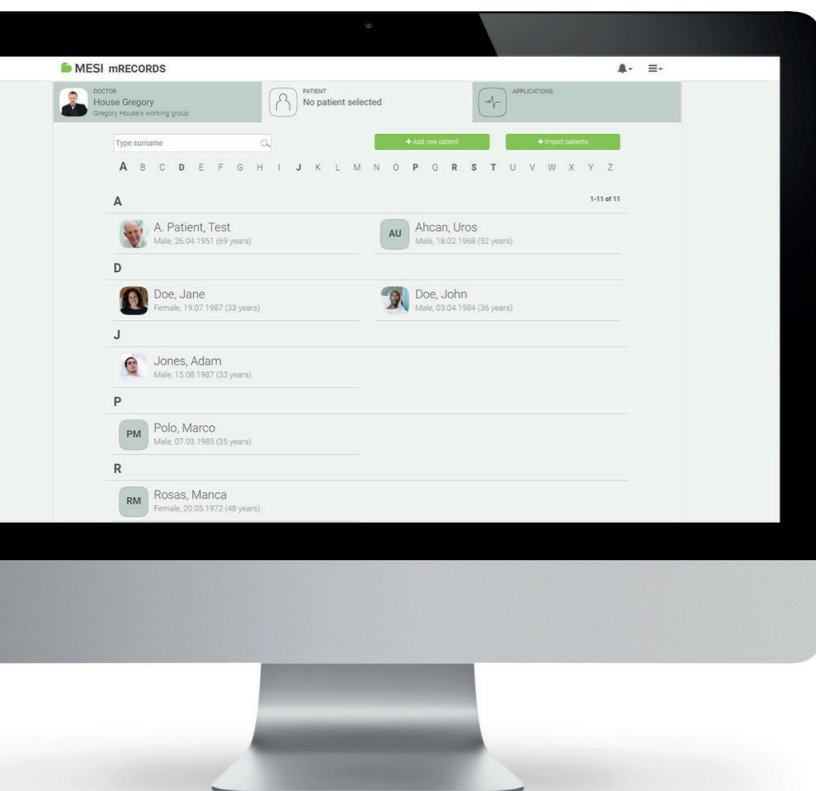 MESI mRECORDS
DOCTOR
House Gregory
Gregory House's working group
PATIENT
No patient selected
APPLICATIONS
Type surname
+ Add new patient
+ Import patients
A B C D E F G H I J K L M N O P Q R S T U V W X Y Z
A
1-11 of 11
A. Patient, Test
Male, 26.04.1951 (69 years)
AU
Ahcan, Uros
Male, 18.02.1968 (52 years)
D
Doe, Jane
Female, 19.07.1987 (33 years)
Doe, John
Male, 03.04.1984 (36 years)
J
Jones, Adam
Male, 15.08.1987 (33 years)
P
PM
Polo, Marco
Male, 07.03.1985 (35 years)
R
RM
Rosas, Manca
Female, 20.05.1972 (48 years)